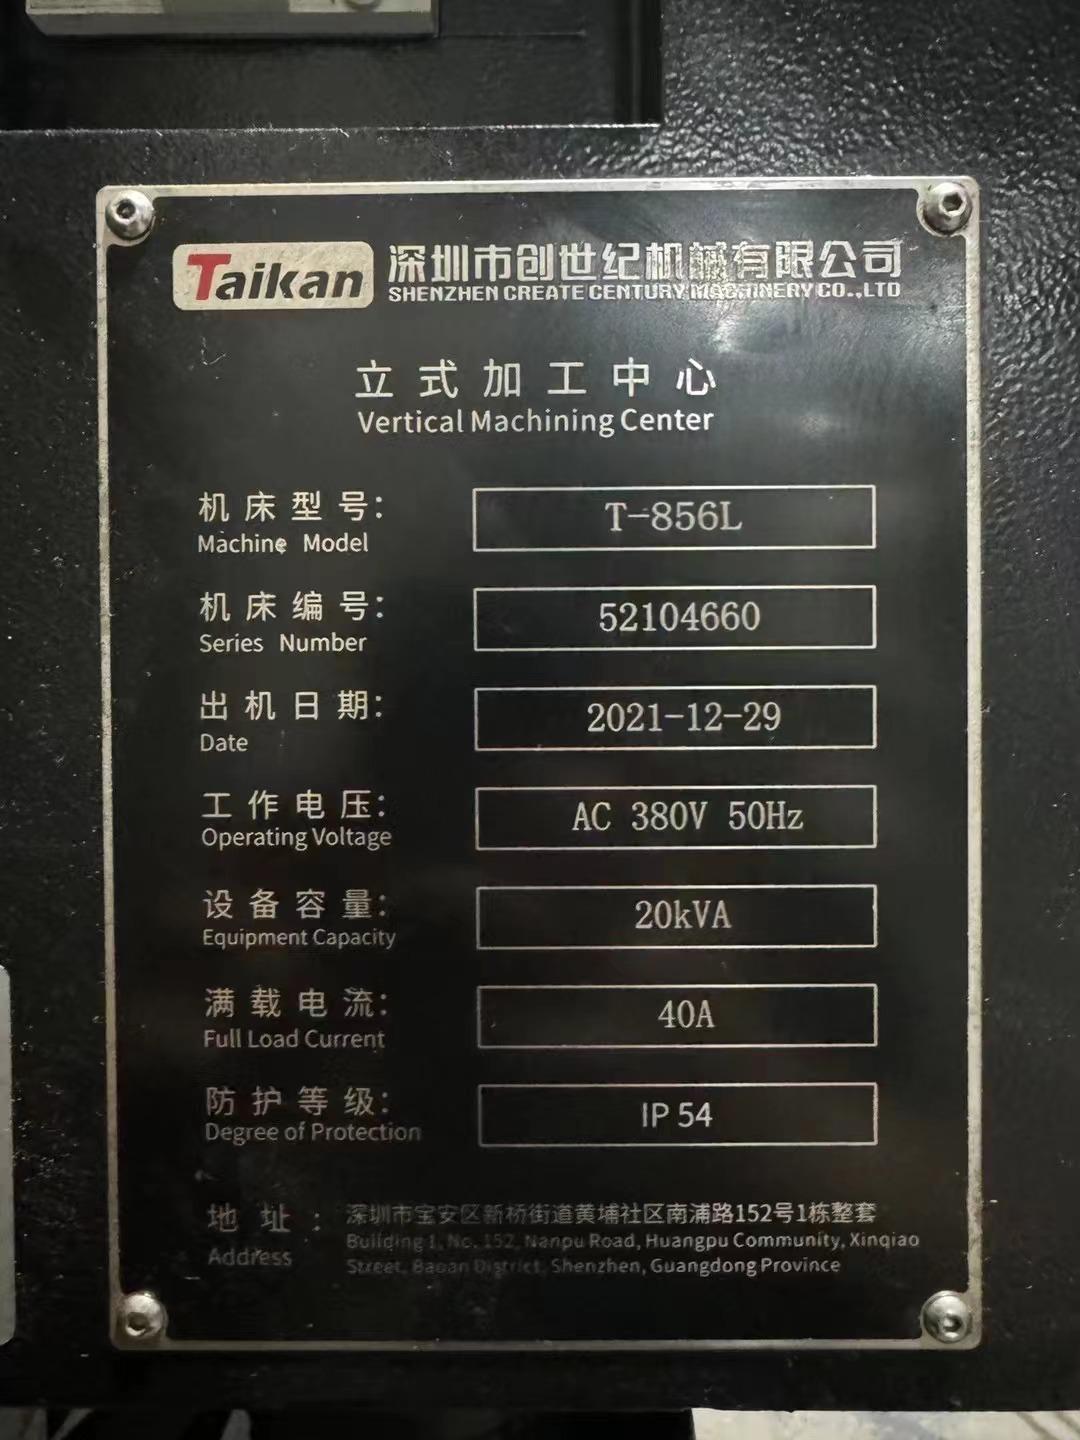 Taikan 深圳市创世纪机械有限公司
SHENZHEN CREATE CENTURY MACHINERY CO.,LTD
立式加工中心
Vertical Machining Center
机床型号: T-856L
Machine Model
机床编号: 52104660
Series Number
出机日期: 2021-12-29
Date
工作电压: AC 380V 50Hz
Operating Voltage
设备容量: 20kVA
Equipment Capacity
满载电流: 40A
Full Load Current
防护等级: IP 54
Degree of Protection
地址: 深圳市宝安区新桥街道黄埔社区南浦路152号1栋整套
Address Building 1, No. 152, Nanpu Road, Huangpu Community, Xinqiao
Street, Baoan District, Shenzhen, Guangdong Province